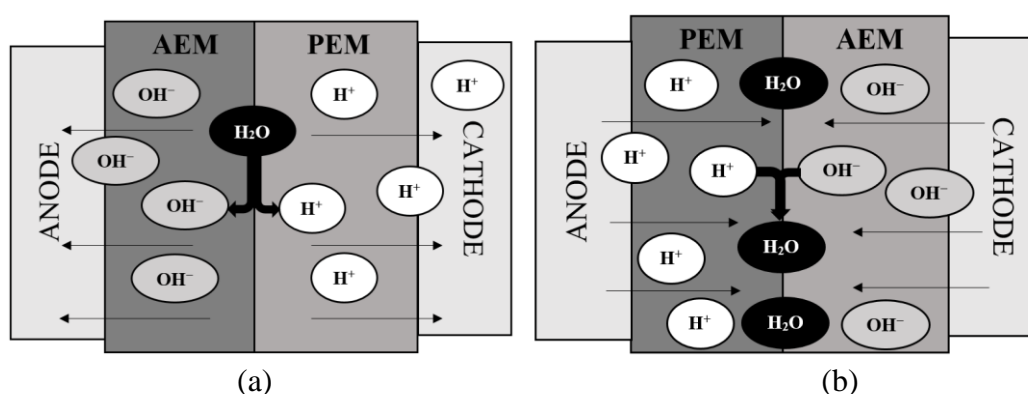 AEM PEM
OH⁻ H⁺ H⁺
H₂O
OH⁻
H⁺
OH⁻ H⁺
OH⁻ H⁺
ANODE
CATHODE
(a)
PEM AEM
H⁺ H₂O OH⁻
H⁺ H⁺ OH⁻ OH⁻
H₂O
H⁺
H⁺ H₂O OH⁻
ANODE
CATHODE
(b)